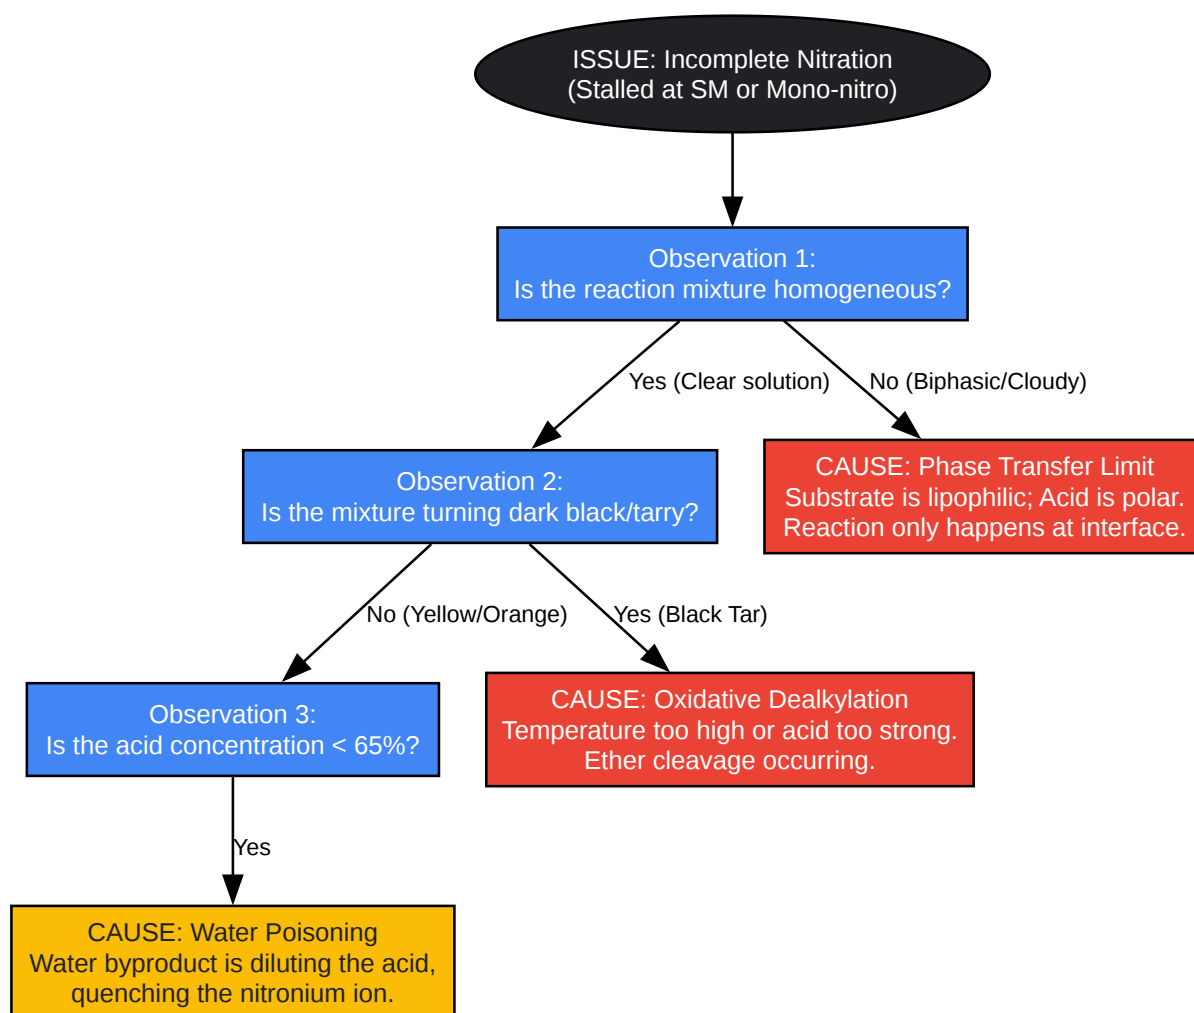 ISSUE: Incomplete Nitration
(Stalled at SM or Mono-nitro)
Observation 1:
Is the reaction mixture homogeneous?
Yes (Clear solution)
No (Biphasic/Cloudy)
Observation 2:
Is the mixture turning dark black/tarry?
CAUSE: Phase Transfer Limit
Substrate is lipophilic; Acid is polar.
Reaction only happens at interface.
No (Yellow/Orange)
Yes (Black Tar)
Observation 3:
Is the acid concentration < 65%?
CAUSE: Oxidative Dealkylation
Temperature too high or acid too strong.
Ether cleavage occurring.
Yes
CAUSE: Water Poisoning
Water byproduct is diluting the acid,
quenching the nitronium ion.